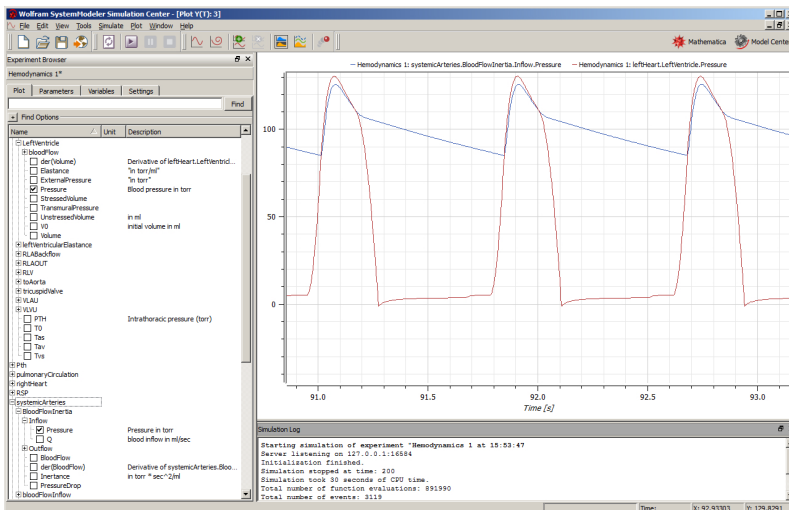 Wolfram SystemModeler Simulation Center - [Plot Y(T): 3]
File Edit View Tools Simulate Plot Window Help
Mathematica Model Cente
Experiment Browser
Hemodynamics 1*
Plot Parameters Variables Settings
Find
Find Options
Name Unit Description
LeftVentricle
bloodFlow
der(Volume) Derivative of leftHeart.LeftVentricl...
Elastance "in torr/ml"
ExternalPressure "in torr"
Pressure Blood pressure in torr
StressedVolume
TransmuralPressure
UnstressedVolume in ml
V0 initial volume in ml
Volume
leftVentricularElastance
RLABackflow
RLAOUT
RLV
toAorta
tricuspidValve
VLAU
VLVU
PTH Intrathoracic pressure (torr)
T0
Tas
Tav
Tvs
Pth
pulmonaryCirculation
rightHeart
RSP
systemicArteries
BloodFlowInertia
Inflow
Pressure Pressure in torr
Q blood inflow in ml/sec
Outflow
BloodFlow
der(BloodFlow) Derivative of systemicArteries.Bloo...
Inertance in torr * sec^2/ml
PressureDrop
bloodFlowInflow
Hemodynamics 1: systemicArteries.BloodFlowInertia.Inflow.Pressure Hemodynamics 1: leftHeart.LeftVentricle.Pressure
100
50
0
91.0 91.5 92.0 92.5 93.0
Time [s]
Simulation Log
Starting simulation of experiment "Hemodynamics 1 at 15:53:47
Server listening on 127.0.0.1:16584
Initialization finished.
Simulation stopped at time: 200
Simulation took 30 seconds of CPU time.
Total number of function evaluations: 891990
Total number of events: 3119
Time: X: 92.93303 Y: 129.8291